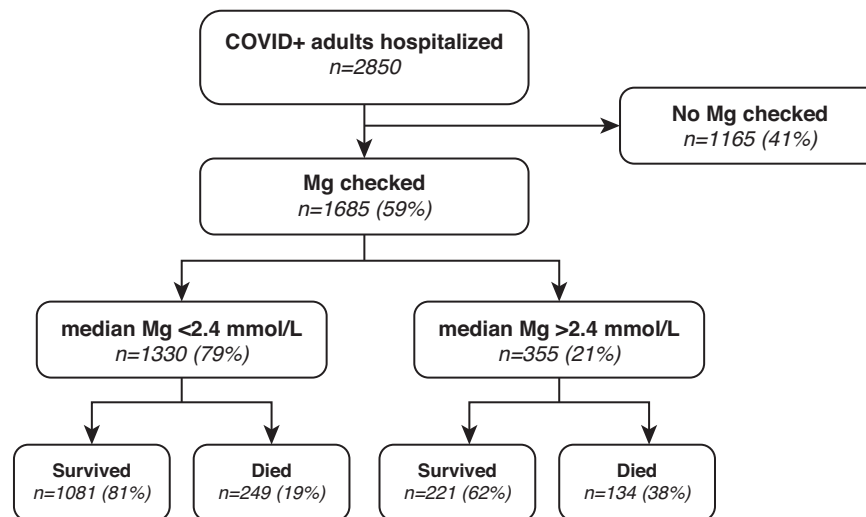 COVID+ adults hospitalized
n=2850
No Mg checked
n=1165 (41%)
Mg checked
n=1685 (59%)
median Mg <2.4 mmol/L
n=1330 (79%)
median Mg >2.4 mmol/L
n=355 (21%)
Survived
n=1081 (81%)
Died
n=249 (19%)
Survived
n=221 (62%)
Died
n=134 (38%)